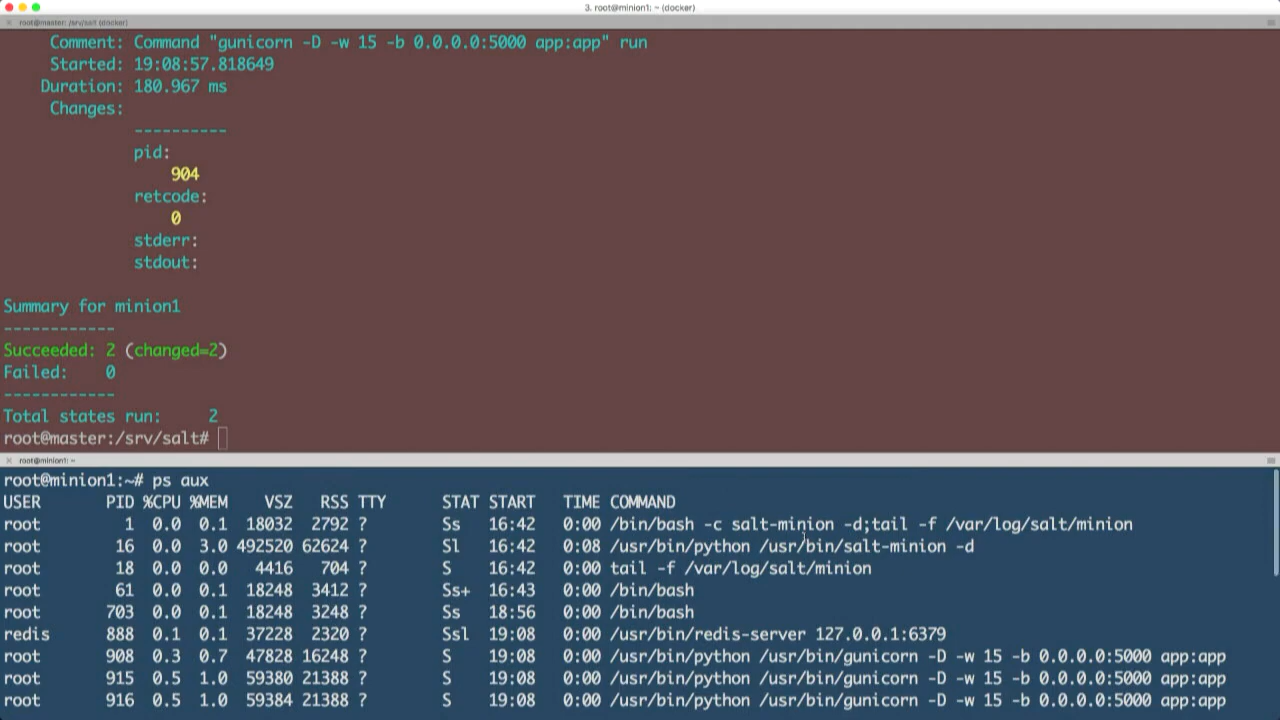 3. root@minion1: ~ (docker)
root@master: /srv/salt (docker)
Comment: Command "gunicorn -D -w 15 -b 0.0.0.0:5000 app:app" run
Started: 19:08:57.818649
Duration: 180.967 ms
Changes:
----------
pid:
904
retcode:
0
stderr:
stdout:
Summary for minion1
------------
Succeeded: 2 (changed=2)
Failed:    0
------------
Total states run:     2
root@master:/srv/salt#
root@minion1: ~
root@minion1:~# ps aux
USER       PID %CPU %MEM    VSZ   RSS TTY      STAT START   TIME COMMAND
root         1  0.0  0.1  18032  2792 ?        Ss   16:42   0:00 /bin/bash -c salt-minion -d;tail -f /var/log/salt/minion
root        16  0.0  3.0 492520 62624 ?        Sl   16:42   0:08 /usr/bin/python /usr/bin/salt-minion -d
root        18  0.0  0.0   4416   704 ?        S    16:42   0:00 tail -f /var/log/salt/minion
root        61  0.0  0.1  18248  3412 ?        Ss+  16:43   0:00 /bin/bash
root       703  0.0  0.1  18248  3248 ?        Ss   18:56   0:00 /bin/bash
redis      888  0.1  0.1  37228  2320 ?        Ssl  19:08   0:00 /usr/bin/redis-server 127.0.0.1:6379
root       908  0.3  0.7  47828 16248 ?        S    19:08   0:00 /usr/bin/python /usr/bin/gunicorn -D -w 15 -b 0.0.0.0:5000 app:app
root       915  0.5  1.0  59380 21388 ?        S    19:08   0:00 /usr/bin/python /usr/bin/gunicorn -D -w 15 -b 0.0.0.0:5000 app:app
root       916  0.5  1.0  59384 21388 ?        S    19:08   0:00 /usr/bin/python /usr/bin/gunicorn -D -w 15 -b 0.0.0.0:5000 app:app